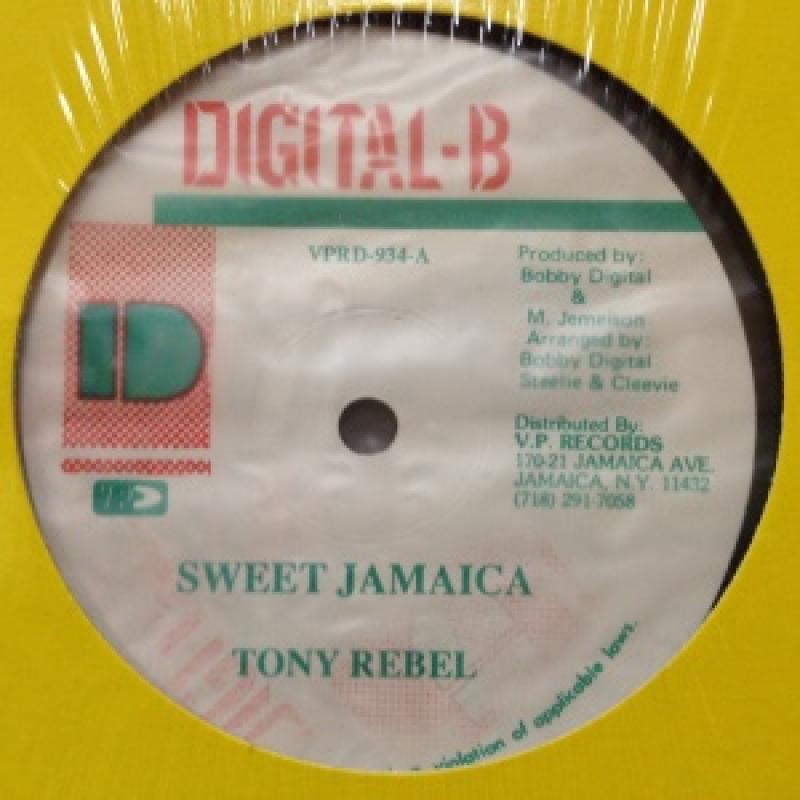 DIGITAL-B
VPRD-934-A
Produced by:
Bobby Digital
&
M. Jemeison
Arranged by:
Bobby Digital
Steelie & Cleevie
Distributed By:
V.P. RECORDS
170-21 JAMAICA AVE.
JAMAICA, N.Y. 11432
(718) 291-7058
D
SWEET JAMAICA
TONY REBEL
violation of applicable laws.